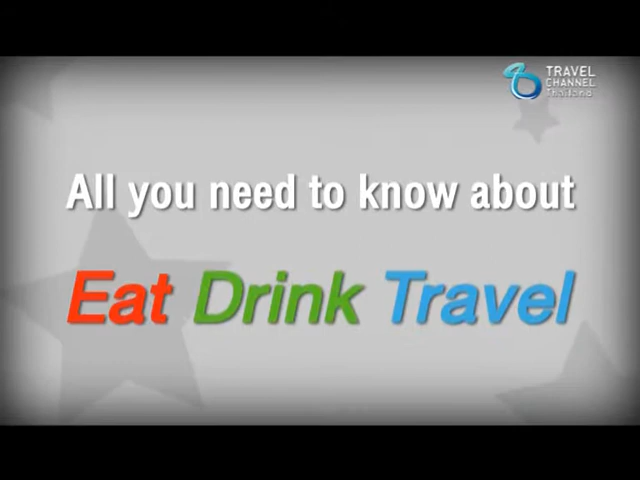 TRAVEL
CHANNEL
Thailand
All you need to know about
Eat Drink Travel